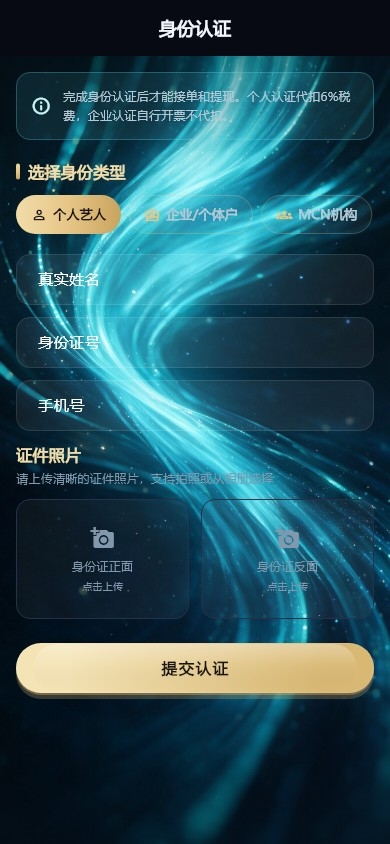 身份认证
完成身份认证后才能接单和提现。个人认证代扣6%税
费，企业认证自行开票不代扣。
选择身份类型
个人艺人
企业/个体户
MCN机构
真实姓名
身份证号
手机号
证件照片
请上传清晰的证件照片，支持拍照或从相册选择
身份证正面
点击上传
身份证反面
点击上传
提交认证